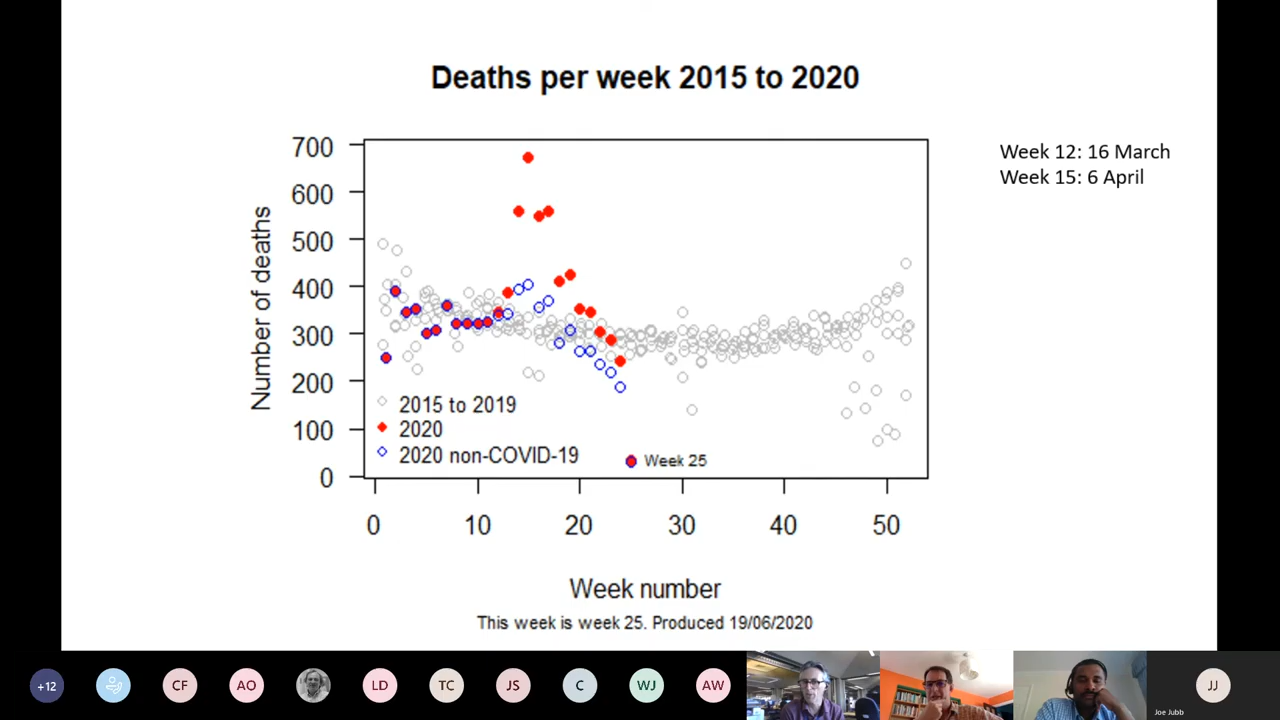 Deaths per week 2015 to 2020
Week 12: 16 March
Week 15: 6 April
Number of deaths
700
600
500
400
300
200
100
0
2015 to 2019
2020
2020 non-COVID-19
Week 25
0 10 20 30 40 50
Week number
This week is week 25. Produced 19/06/2020
+12 CF AO LD TC JS C WJ AW JJ
Joe Jubb